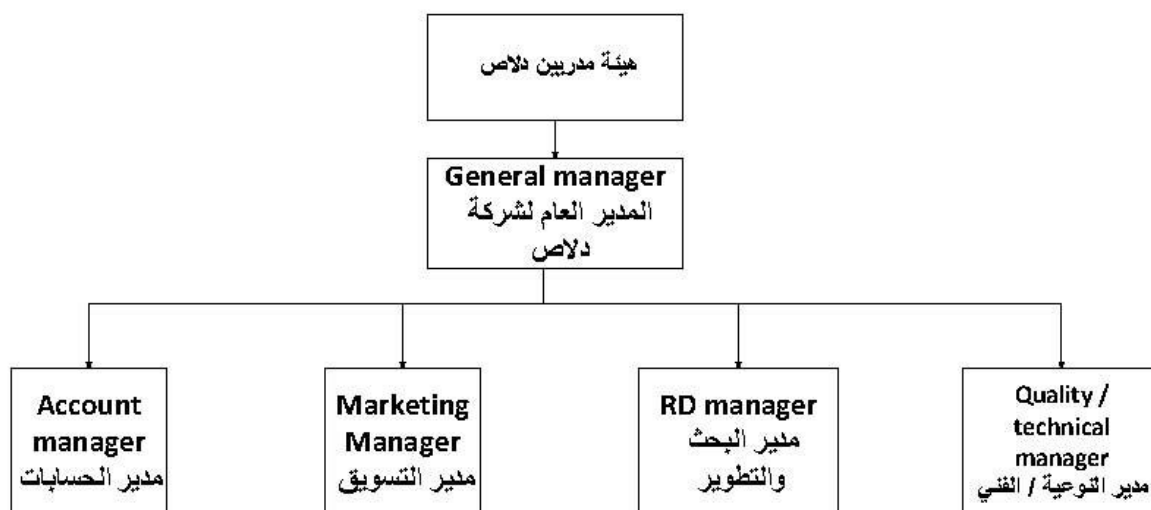 هيئة مدريين دلاص
General manager
المدير العام لشركة
دلاص
Account
manager
مدير الحسابات
Marketing
Manager
مدير التسويق
RD manager
مدير البحث
والتطوير
Quality /
technical
manager
مدير النوعية / الفني